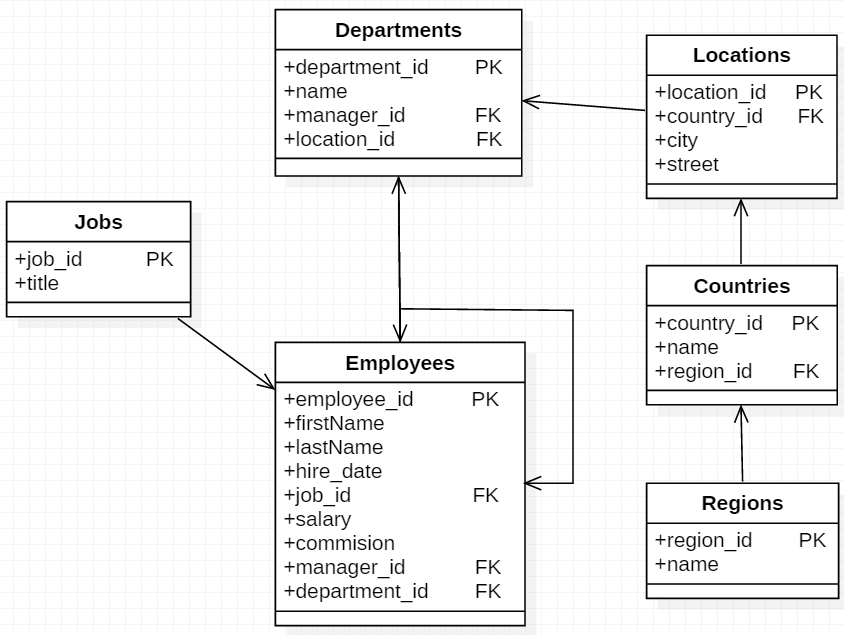 Departments
+department_id PK
+name
+manager_id FK
+location_id FK
Locations
+location_id PK
+country_id FK
+city
+street
Jobs
+job_id PK
+title
Countries
+country_id PK
+name
+region_id FK
Employees
+employee_id PK
+firstName
+lastName
+hire_date
+job_id FK
+salary
+commision
+manager_id FK
+department_id FK
Regions
+region_id PK
+name